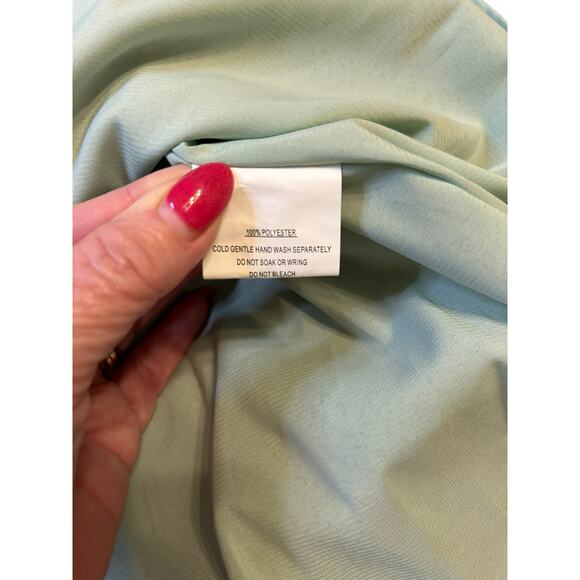 100% POLYESTER
COLD GENTLE HAND WASH SEPARATELY
DO NOT SOAK OR WRING
DO NOT BLEACH